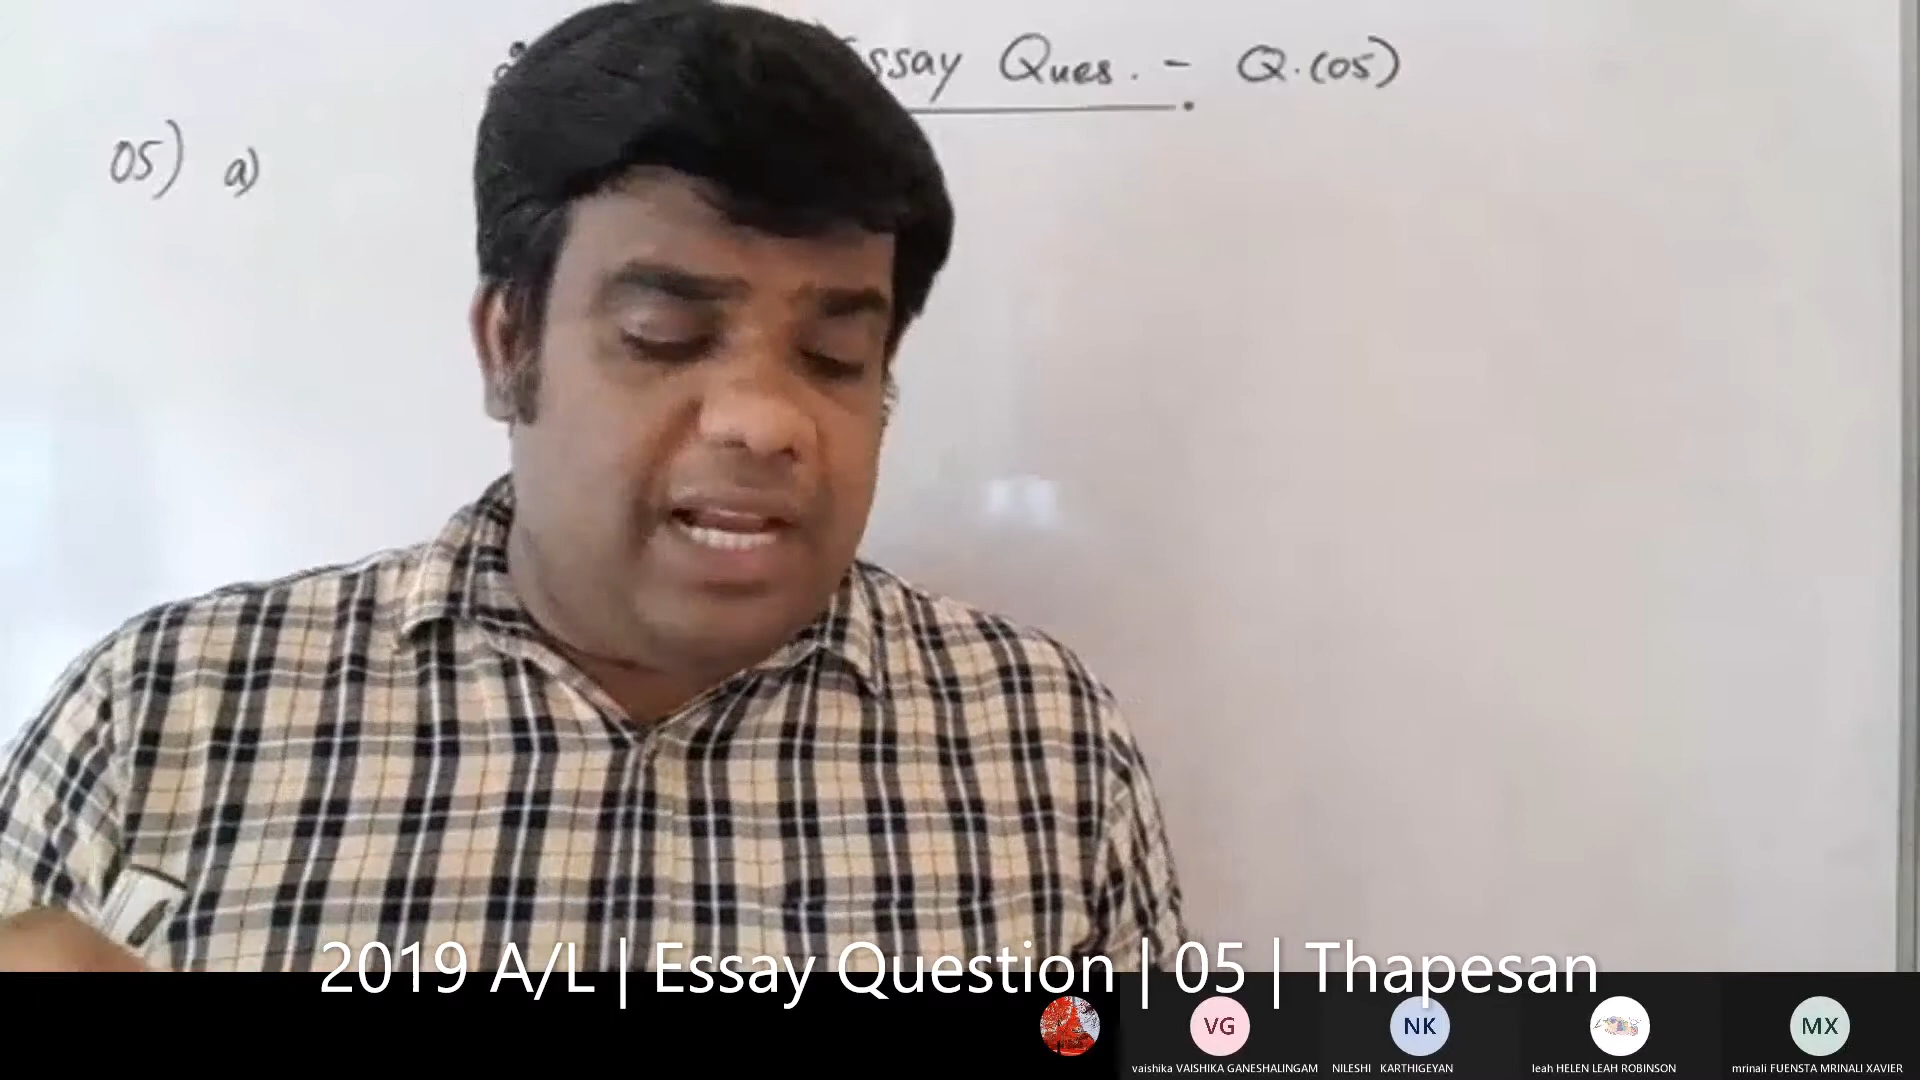 Essay Ques. - Q.(05)
05) a)
2019 A/L | Essay Question | 05 | Thapesan
VG NK MX
vaishika VAISHIKA GANESHALINGAM NILESHI KARTHIGEYAN leah HELEN LEAH ROBINSON mrinali FUENSTA MRINALI XAVIER